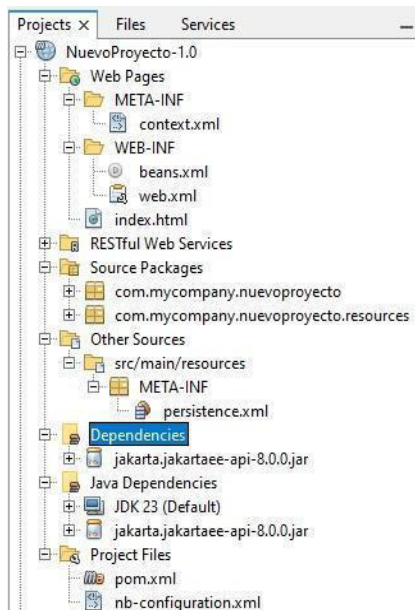 Projects × Files Services
NuevoProyecto-1.0
Web Pages
META-INF
context.xml
WEB-INF
beans.xml
web.xml
index.html
RESTful Web Services
Source Packages
com.mycompany.nuevoproyecto
com.mycompany.nuevoproyecto.resources
Other Sources
src/main/resources
META-INF
persistence.xml
Dependencies
jakarta.jakartaee-api-8.0.0.jar
Java Dependencies
JDK 23 (Default)
jakarta.jakartaee-api-8.0.0.jar
Project Files
pom.xml
nb-configuration.xml